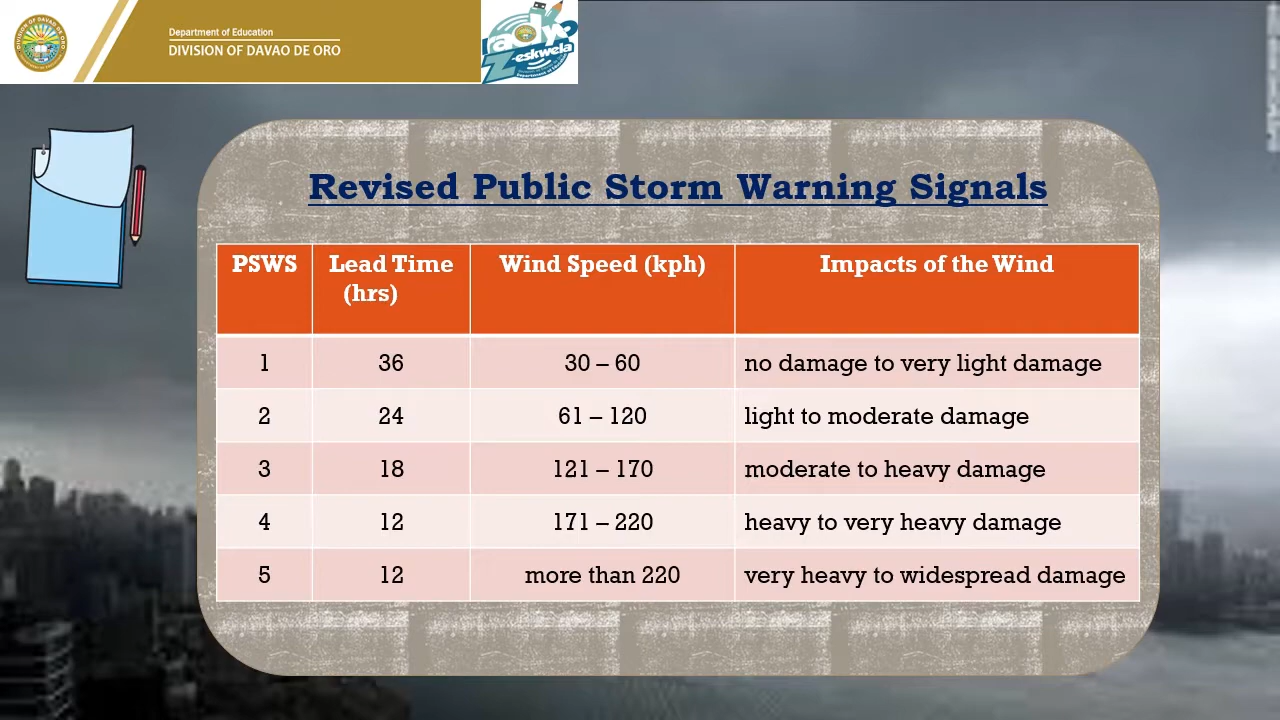 Department of Education
DIVISION OF DAVAO DE ORO
eskwela
Revised Public Storm Warning Signals
PSWS Lead Time (hrs) Wind Speed (kph) Impacts of the Wind
1 36 30 – 60 no damage to very light damage
2 24 61 – 120 light to moderate damage
3 18 121 – 170 moderate to heavy damage
4 12 171 – 220 heavy to very heavy damage
5 12 more than 220 very heavy to widespread damage